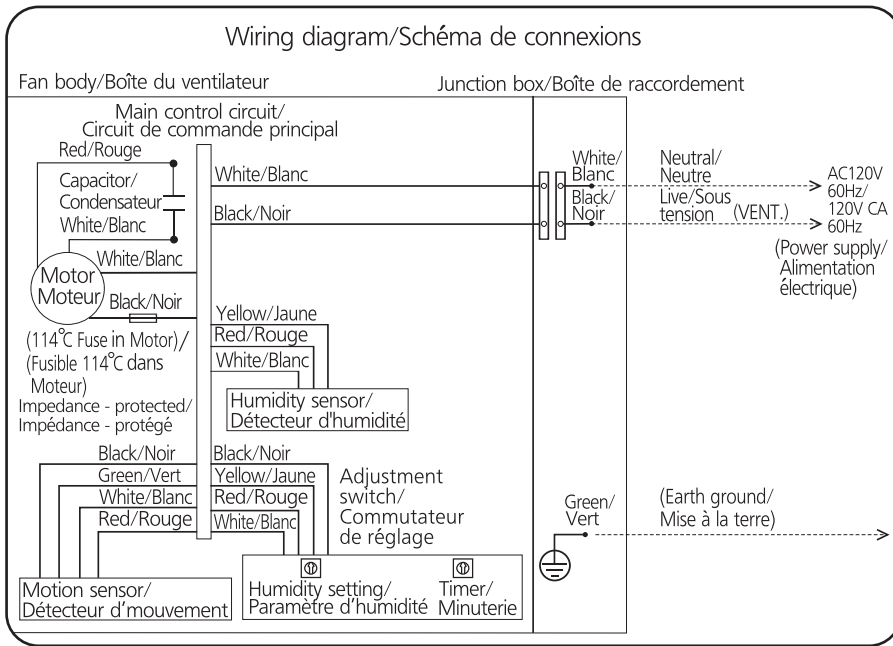 Wiring diagram/Schéma de connexions
Fan body/Boîte du ventilateur
Junction box/Boîte de raccordement
Main control circuit/
Circuit de commande principal
Red/Rouge
Capacitor/
Condensateur
White/Blanc
White/Blanc
Motor
Moteur
Black/Noir
(114°C Fuse in Motor)/
(Fusible 114°C dans
Moteur)
Impedance - protected/
Impédance - protégé
White/Blanc
Black/Noir
White/
Blanc
Black/
Noir
Neutral/
Neutre
Live/Sous
tension
(VENT.)
AC120V
60Hz/
120V CA
60Hz
(Power supply/
Alimentation
électrique)
Yellow/Jaune
Red/Rouge
White/Blanc
Humidity sensor/
Détecteur d'humidité
Black/Noir
Green/Vert
White/Blanc
Red/Rouge
Black/Noir
Yellow/Jaune
Red/Rouge
White/Blanc
Adjustment
switch/
Commutateur
de réglage
Motion sensor/
Détecteur d'mouvement
Humidity setting/
Paramètre d'humidité
Timer/
Minuterie
Green/
Vert
(Earth ground/
Mise à la terre)